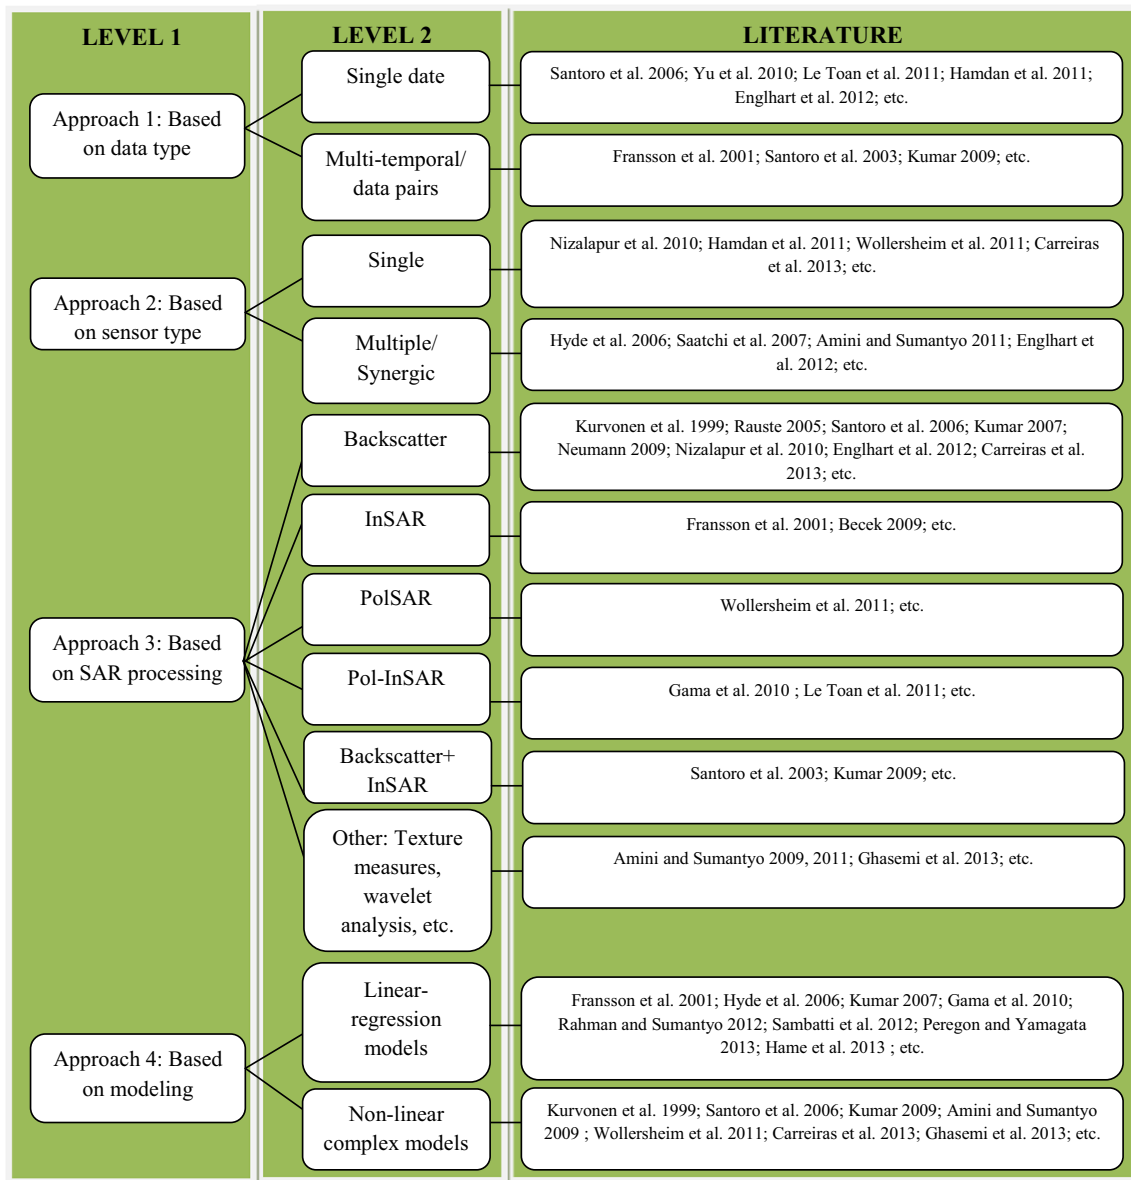 LEVEL 1
LEVEL 2
LITERATURE
Approach 1: Based
on data type
Single date
Santoro et al. 2006; Yu et al. 2010; Le Toan et al. 2011; Hamdan et al. 2011;
Englhart et al. 2012; etc.
Multi-temporal/
data pairs
Fransson et al. 2001; Santoro et al. 2003; Kumar 2009; etc.
Approach 2: Based
on sensor type
Single
Nizalapur et al. 2010; Hamdan et al. 2011; Wollersheim et al. 2011; Carreiras
et al. 2013; etc.
Multiple/
Synergic
Hyde et al. 2006; Saatchi et al. 2007; Amini and Sumantyo 2011; Englhart et
al. 2012; etc.
Approach 3: Based
on SAR processing
Backscatter
Kurvonen et al. 1999; Rauste 2005; Santoro et al. 2006; Kumar 2007;
Neumann 2009; Nizalapur et al. 2010; Englhart et al. 2012; Carreiras et al.
2013; etc.
InSAR
Fransson et al. 2001; Becek 2009; etc.
PolSAR
Wollersheim et al. 2011; etc.
Pol-InSAR
Gama et al. 2010 ; Le Toan et al. 2011; etc.
Backscatter+
InSAR
Santoro et al. 2003; Kumar 2009; etc.
Other: Texture
measures,
wavelet
analysis, etc.
Amini and Sumantyo 2009, 2011; Ghasemi et al. 2013; etc.
Approach 4: Based
on modeling
Linear-
regression
models
Fransson et al. 2001; Hyde et al. 2006; Kumar 2007; Gama et al. 2010;
Rahman and Sumantyo 2012; Sambatti et al. 2012; Peregon and Yamagata
2013; Hame et al. 2013 ; etc.
Non-linear
complex models
Kurvonen et al. 1999; Santoro et al. 2006; Kumar 2009; Amini and Sumantyo
2009 ; Wollersheim et al. 2011; Carreiras et al. 2013; Ghasemi et al. 2013; etc.